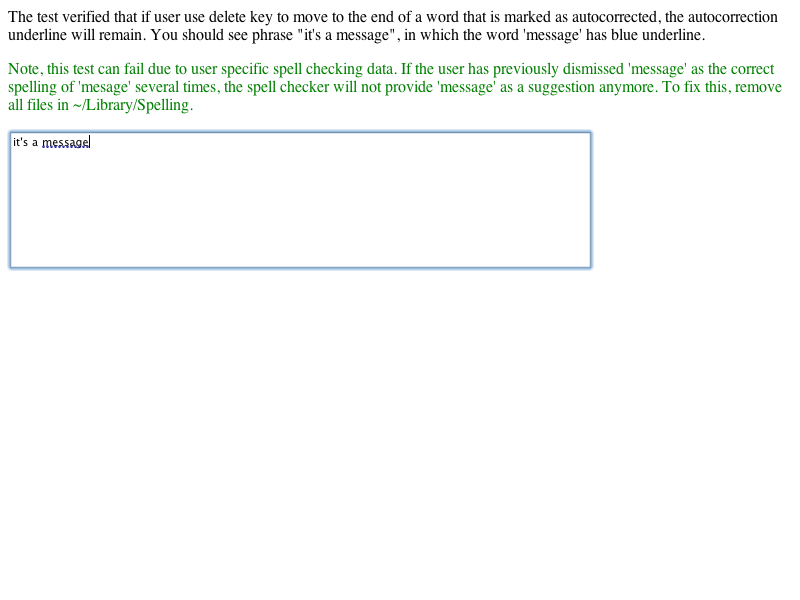 The test verified that if user use delete key to move to the end of a word that is marked as autocorrected, the autocorrection
underline will remain. You should see phrase "it's a message", in which the word 'message' has blue underline.
Note, this test can fail due to user specific spell checking data. If the user has previously dismissed 'message' as the correct
spelling of 'mesage' several times, the spell checker will not provide 'message' as a suggestion anymore. To fix this, remove
all files in ~/Library/Spelling.
it's a message